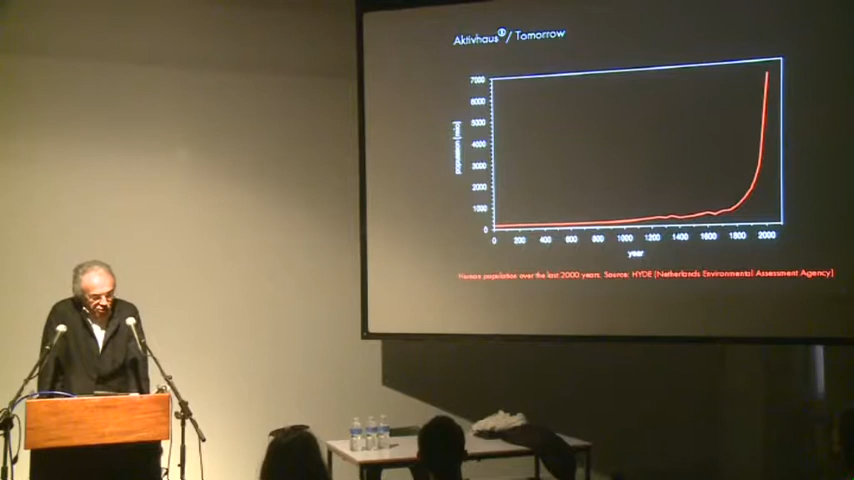 Aktivhaus® / Tomorrow
7000
6000
5000
4000
3000
2000
1000
0
population [mio]
0 200 400 600 800 1000 1200 1400 1600 1800 2000
year
Human population over the last 2000 years. Source: HYDE (Netherlands Environmental Assessment Agency)